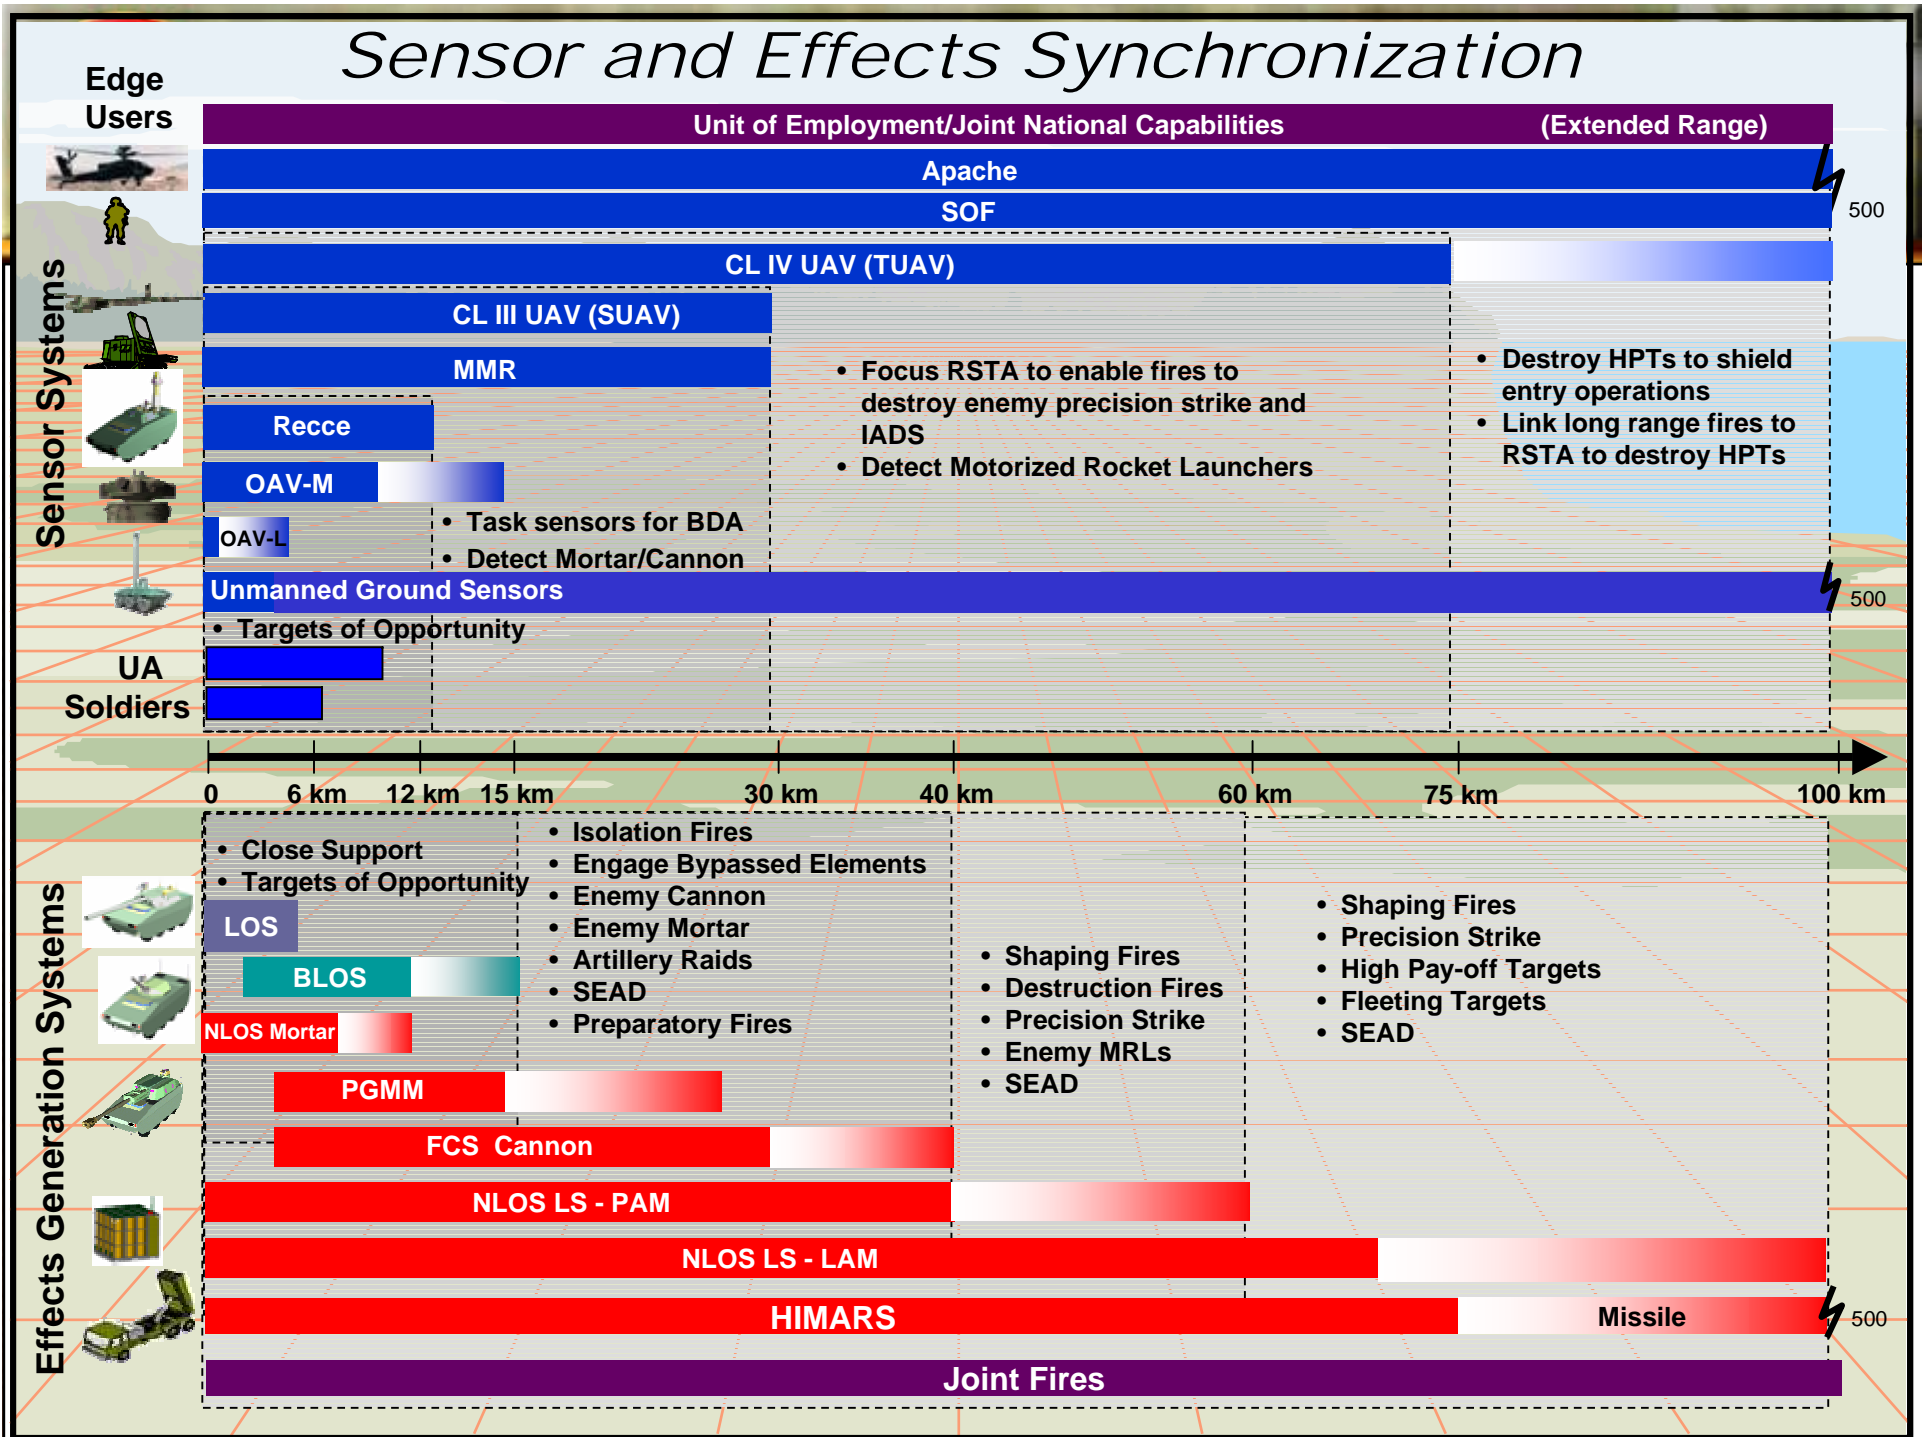 Sensor and Effects Synchronization
Edge
Users
Unit of Employment/Joint National Capabilities
(Extended Range)
Apache
SOF
500
CL IV UAV (TUAV)
CL III UAV (SUAV)
MMR
Recce
OAV-M
OAV-L
Sensor Systems
• Focus RSTA to enable fires to
destroy enemy precision strike and
IADS
• Detect Motorized Rocket Launchers
• Destroy HPTs to shield
entry operations
• Link long range fires to
RSTA to destroy HPTs
• Task sensors for BDA
• Detect Mortar/Cannon
Unmanned Ground Sensors
500
• Targets of Opportunity
UA
Soldiers
0
6 km
12 km
15 km
30 km
40 km
60 km
75 km
100 km
Effects Generation Systems
• Close Support
• Targets of Opportunity
• Isolation Fires
• Engage Bypassed Elements
• Enemy Cannon
• Enemy Mortar
• Artillery Raids
• SEAD
• Preparatory Fires
• Shaping Fires
• Destruction Fires
• Precision Strike
• Enemy MRLs
• SEAD
• Shaping Fires
• Precision Strike
• High Pay-off Targets
• Fleeting Targets
• SEAD
LOS
BLOS
NLOS Mortar
PGMM
FCS Cannon
NLOS LS - PAM
NLOS LS - LAM
HIMARS
Missile
500
Joint Fires